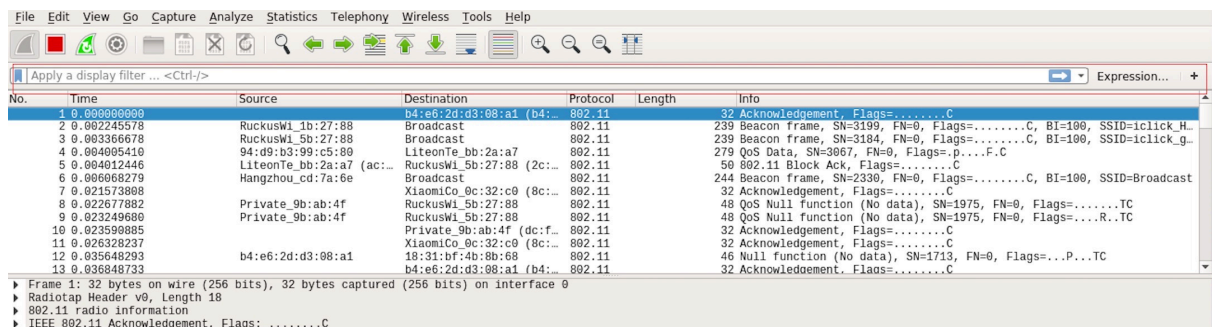 File Edit View Go Capture Analyze Statistics Telephony Wireless Tools Help
Apply a display filter ... <Ctrl-/> Expression... +
No. Time Source Destination Protocol Length Info
1 0.000000000 b4:e6:2d:d3:08:a1 (b4:… 802.11 32 Acknowledgement, Flags=........C
2 0.002245578 RuckusWi_1b:27:88 Broadcast 802.11 239 Beacon frame, SN=3199, FN=0, Flags=........C, BI=100, SSID=iclick_H…
3 0.003366678 RuckusWi_5b:27:88 Broadcast 802.11 239 Beacon frame, SN=3184, FN=0, Flags=........C, BI=100, SSID=iclick_g…
4 0.004005410 94:d9:b3:99:c5:80 LiteonTe_bb:2a:a7 802.11 279 QoS Data, SN=3067, FN=0, Flags=.p....F.C
5 0.004012446 LiteonTe_bb:2a:a7 (ac:… RuckusWi_5b:27:88 (2c:… 802.11 50 802.11 Block Ack, Flags=........C
6 0.006068279 Hangzhou_cd:7a:6e Broadcast 802.11 244 Beacon frame, SN=2330, FN=0, Flags=........C, BI=100, SSID=Broadcast
7 0.021573808 XiaomiCo_0c:32:c0 (8c:… 802.11 32 Acknowledgement, Flags=........C
8 0.022677882 Private_9b:ab:4f RuckusWi_5b:27:88 802.11 48 QoS Null function (No data), SN=1975, FN=0, Flags=.......TC
9 0.023249680 Private_9b:ab:4f RuckusWi_5b:27:88 802.11 48 QoS Null function (No data), SN=1975, FN=0, Flags=....R..TC
10 0.023590885 Private_9b:ab:4f (dc:f… 802.11 32 Acknowledgement, Flags=........C
11 0.026328237 XiaomiCo_0c:32:c0 (8c:… 802.11 32 Acknowledgement, Flags=........C
12 0.035648293 b4:e6:2d:d3:08:a1 18:31:bf:4b:8b:68 802.11 46 Null function (No data), SN=1713, FN=0, Flags=...P...TC
13 0.036848733 b4:e6:2d:d3:08:a1 (b4:… 802.11 32 Acknowledgement, Flags=........C
Frame 1: 32 bytes on wire (256 bits), 32 bytes captured (256 bits) on interface 0
Radiotap Header v0, Length 18
802.11 radio information
IEEE 802.11 Acknowledgement, Flags: ........C